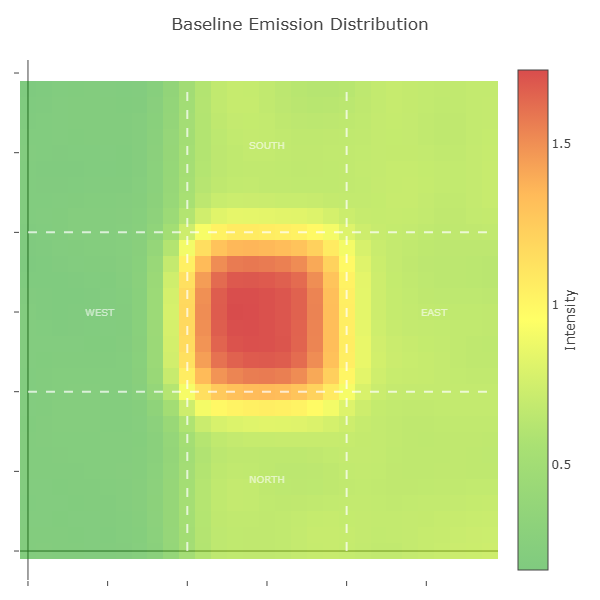 Baseline Emission Distribution
SOUTH
1.5
WEST
EAST
1
Intensity
0.5
NORTH